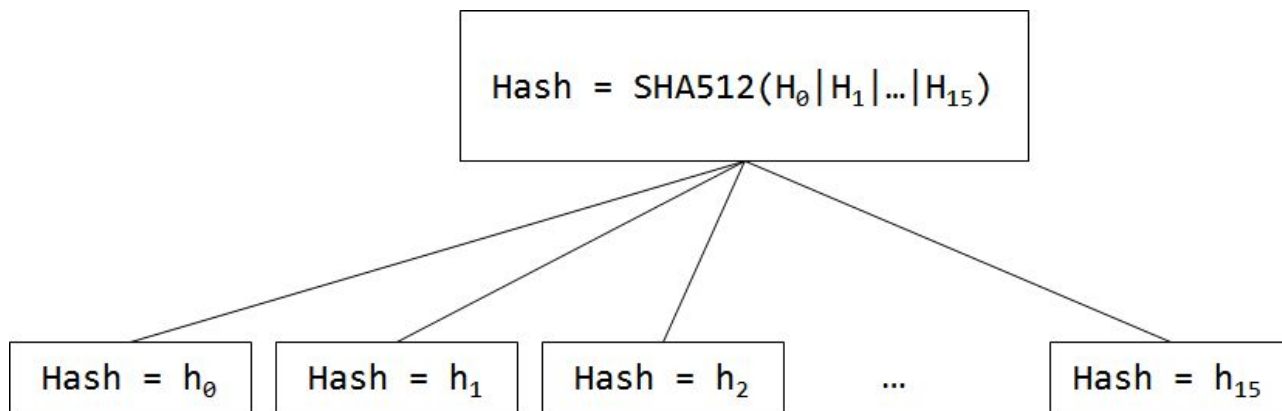 Hash = SHA512(H₀|H₁|…|H₁₅)
Hash = h₀
Hash = h₁
Hash = h₂
…
Hash = h₁₅